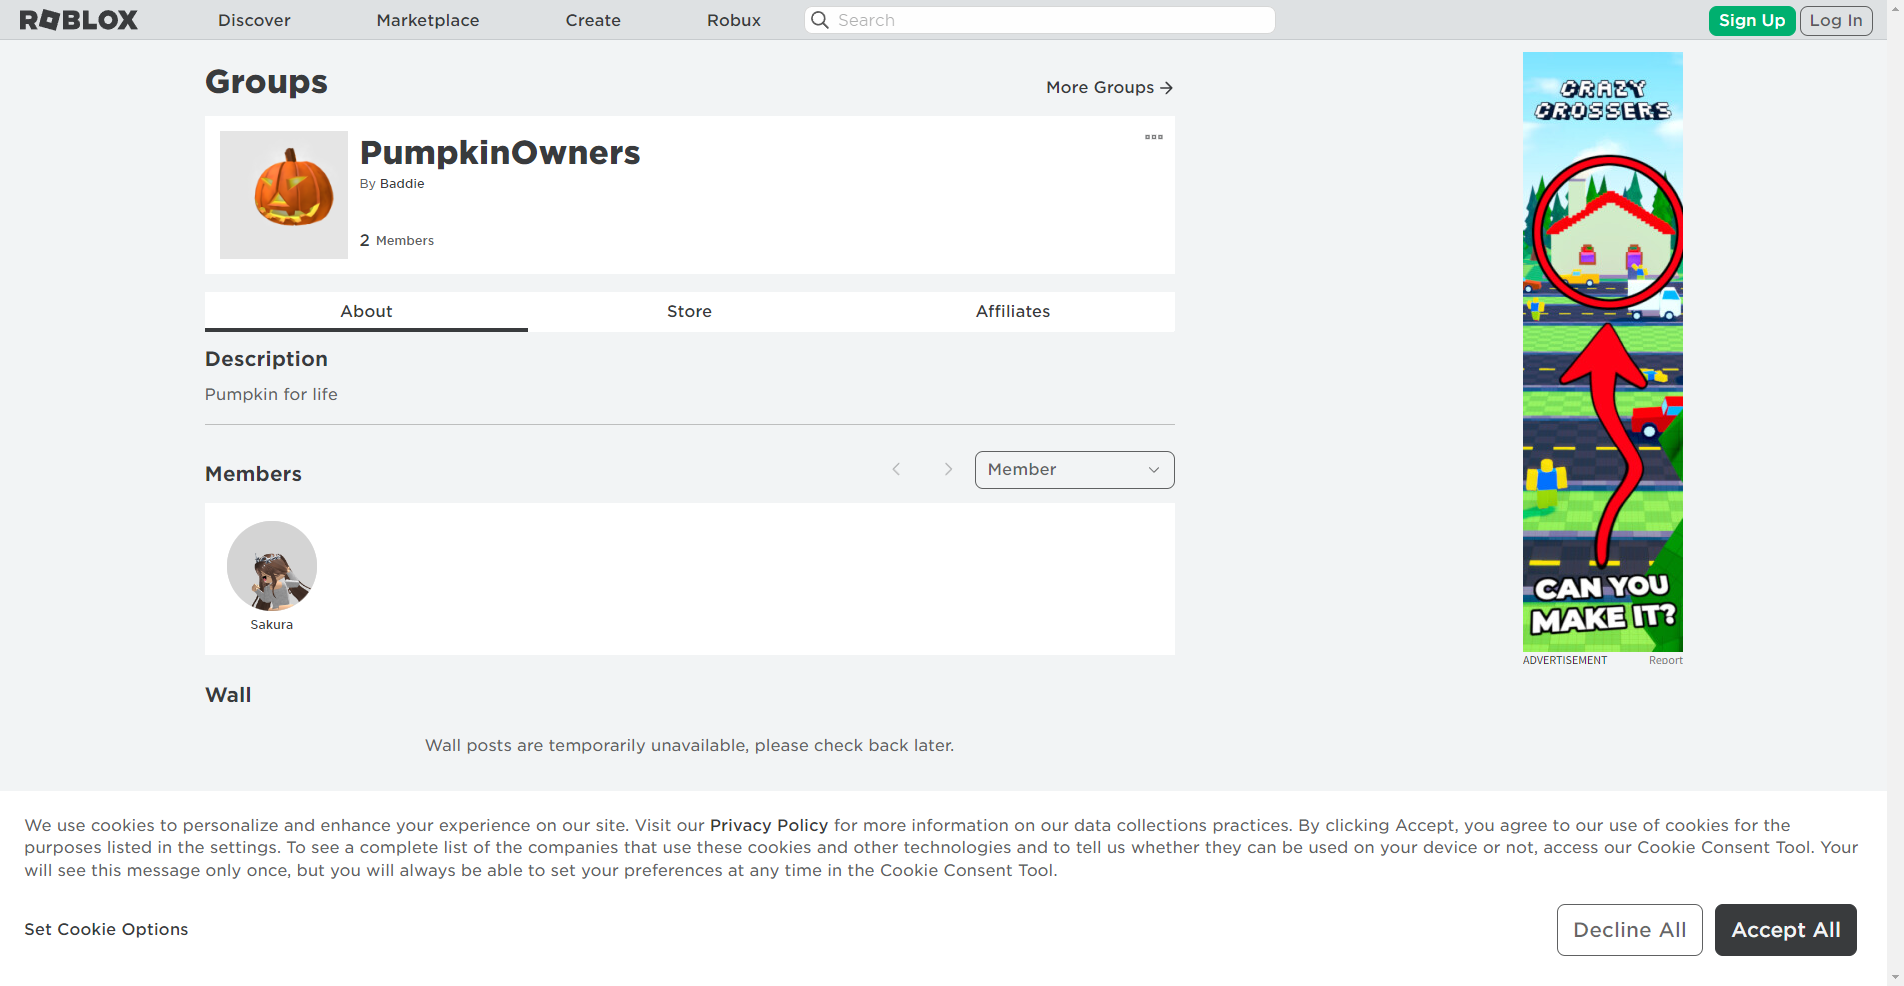 ROBLOX
Discover
Marketplace
Create
Robux
Search
Sign Up
Log In
Groups
More Groups
PumpkinOwners
By Baddie
2 Members
About
Store
Affiliates
Description
Pumpkin for life
Members
Member
Sakura
Wall
Wall posts are temporarily unavailable, please check back later.
CRAZY
CROSSERS
CAN YOU
MAKE IT?
ADVERTISEMENT
Report
We use cookies to personalize and enhance your experience on our site. Visit our Privacy Policy for more information on our data collections practices. By clicking Accept, you agree to our use of cookies for the
purposes listed in the settings. To see a complete list of the companies that use these cookies and other technologies and to tell us whether they can be used on your device or not, access our Cookie Consent Tool. Your
will see this message only once, but you will always be able to set your preferences at any time in the Cookie Consent Tool.
Set Cookie Options
Decline All
Accept All